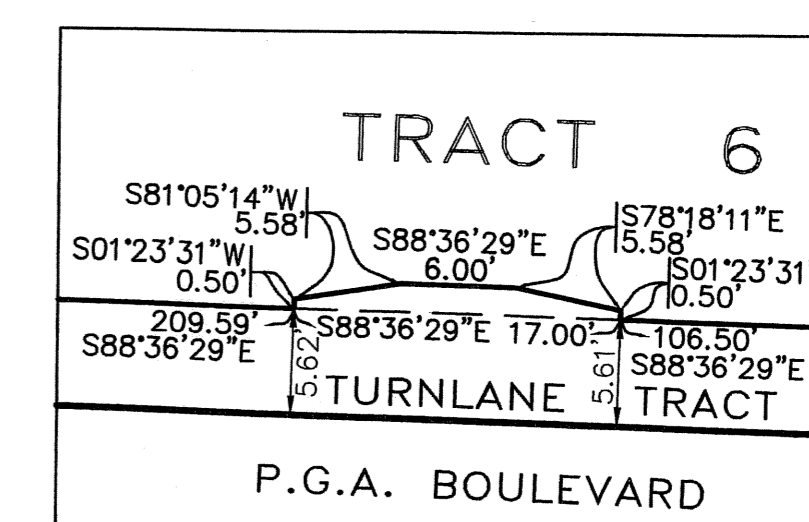 TRACT 6
S81°05'14"W
5.58'
S01°23'31"W
0.50'
S88°36'29"E
6.00'
S78°18'11"E
5.58'
S01°23'31
0.50'
209.59'
S88°36'29"E
S88°36'29"E 17.00'
106.50'
S88°36'29"E
5.62'
5.61
TURNLANE TRACT
P.G.A. BOULEVARD